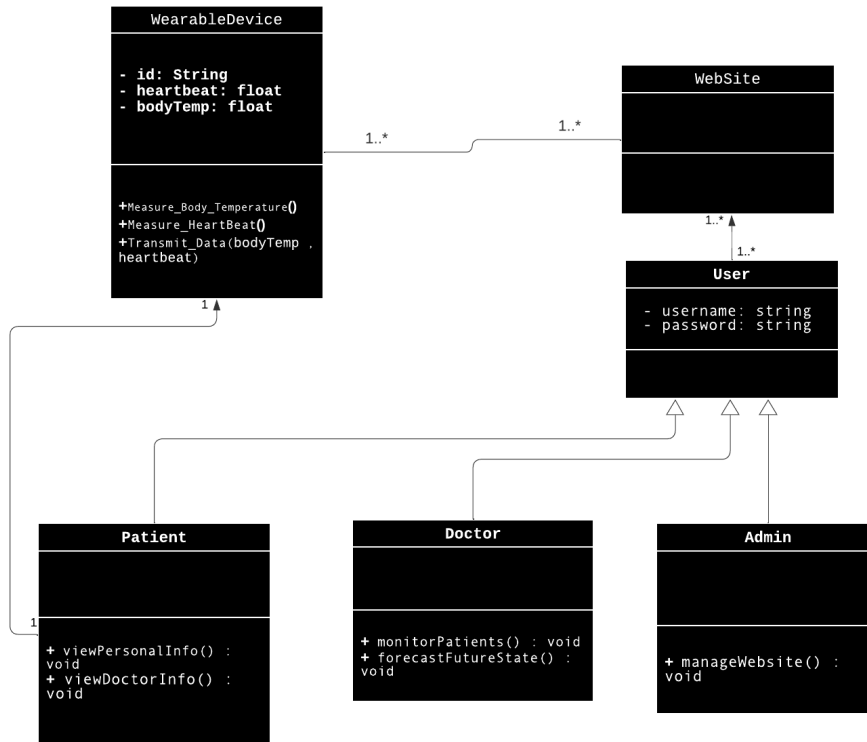 WearableDevice
- id: String
- heartbeat: float
- bodyTemp: float
+Measure_Body_Temperature()
+Measure_HeartBeat()
+Transmit_Data(bodyTemp ,
heartbeat)
1..*
1..*
WebSite
1..*
1..*
User
- username: string
- password: string
1
1
Patient
+ viewPersonalInfo() :
void
+ viewDoctorInfo() :
void
Doctor
+ monitorPatients() : void
+ forecastFutureState() :
void
Admin
+ manageWebsite() :
void